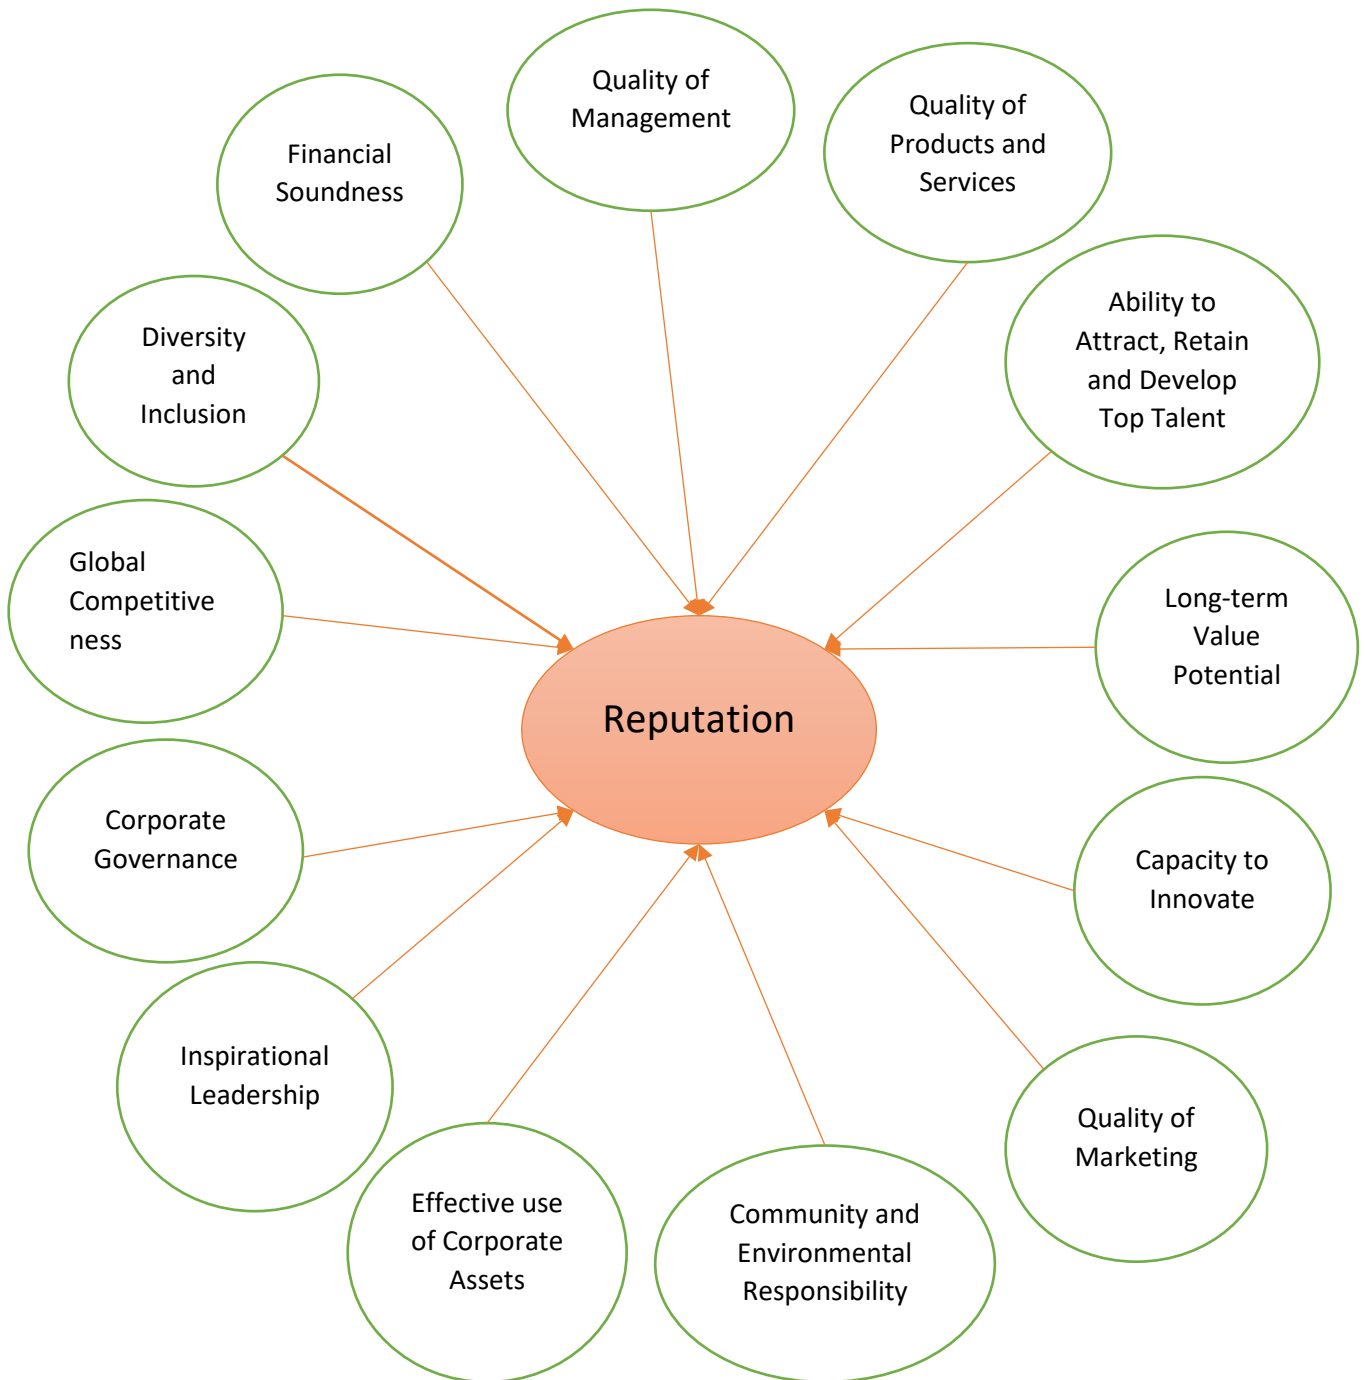 Quality of
Management
Quality of
Products and
Services
Financial
Soundness
Ability to
Attract, Retain
and Develop
Top Talent
Diversity
and
Inclusion
Global
Competitive
ness
Long-term
Value
Potential
Reputation
Corporate
Governance
Capacity to
Innovate
Inspirational
Leadership
Quality of
Marketing
Effective use
of Corporate
Assets
Community and
Environmental
Responsibility